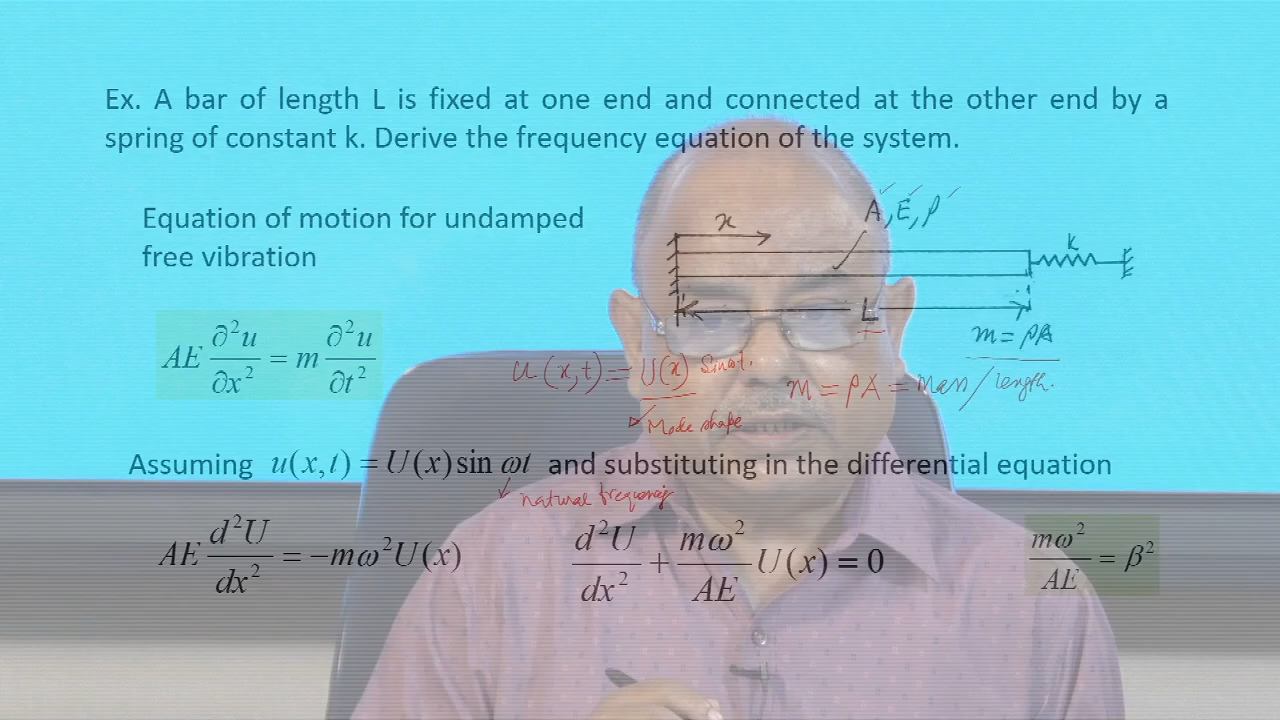 Ex. A bar of length L is fixed at one end and connected at the other end by a
spring of constant k. Derive the frequency equation of the system.
Equation of motion for undamped
free vibration
x
A, E, ρ
k
L
m = ρA
AE ∂²u/∂x² = m ∂²u/∂t²
u(x,t) = U(x) Sinωt.
m = ρA = mass/length.
Mode shape
Assuming u(x,t) = U(x) sin ωt and substituting in the differential equation
natural frequency
AE d²U/dx² = −mω²U(x)
d²U/dx² + mω²/AE U(x) = 0
mω²/AE = β²